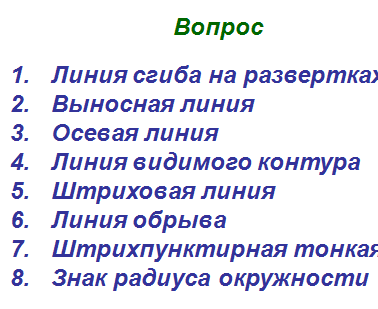 Вопрос
1. Линия сгиба на развертках
2. Выносная линия
3. Осевая линия
4. Линия видимого контура
5. Штриховая линия
6. Линия обрыва
7. Штрихпунктирная тонкая
8. Знак радиуса окружности